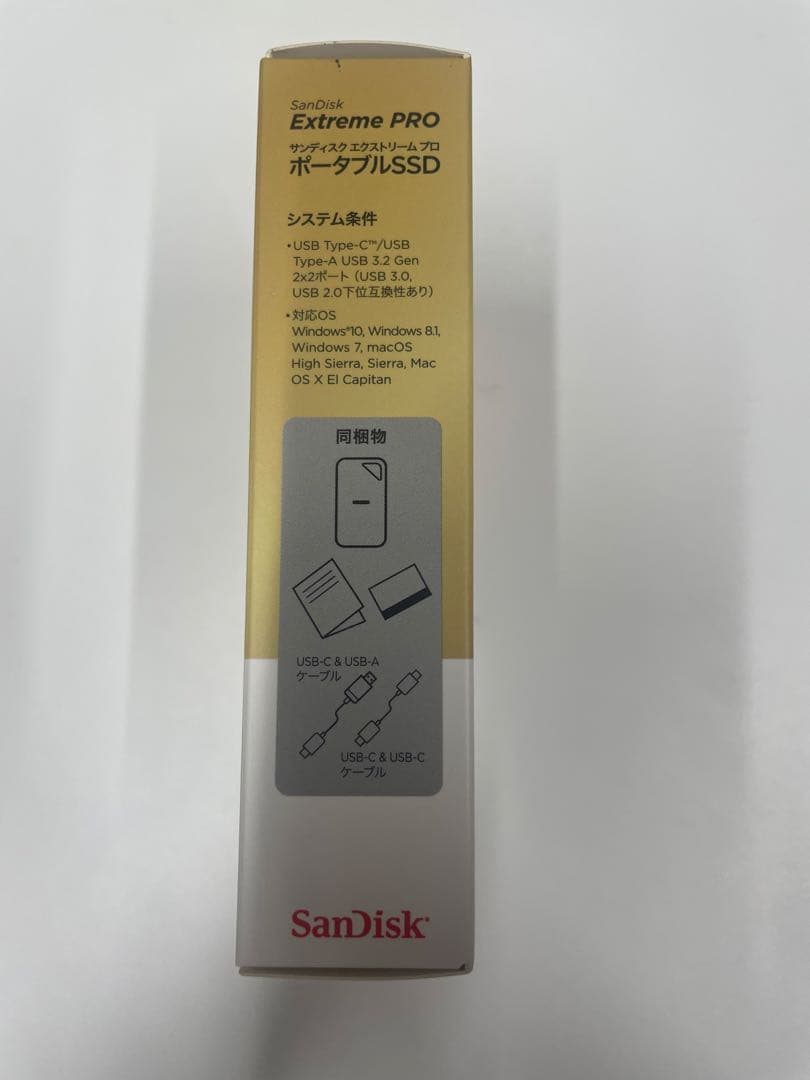 SanDisk
Extreme PRO
サンディスク エクストリーム プロ
ポータブルSSD
システム条件
•USB Type-C™/USB
Type-A USB 3.2 Gen
2x2ポート（USB 3.0,
USB 2.0下位互換性あり）
•対応OS
Windows®10, Windows 8.1,
Windows 7, macOS
High Sierra, Sierra, Mac
OS X El Capitan
同梱物
USB-C & USB-A
ケーブル
USB-C & USB-C
ケーブル
SanDisk®